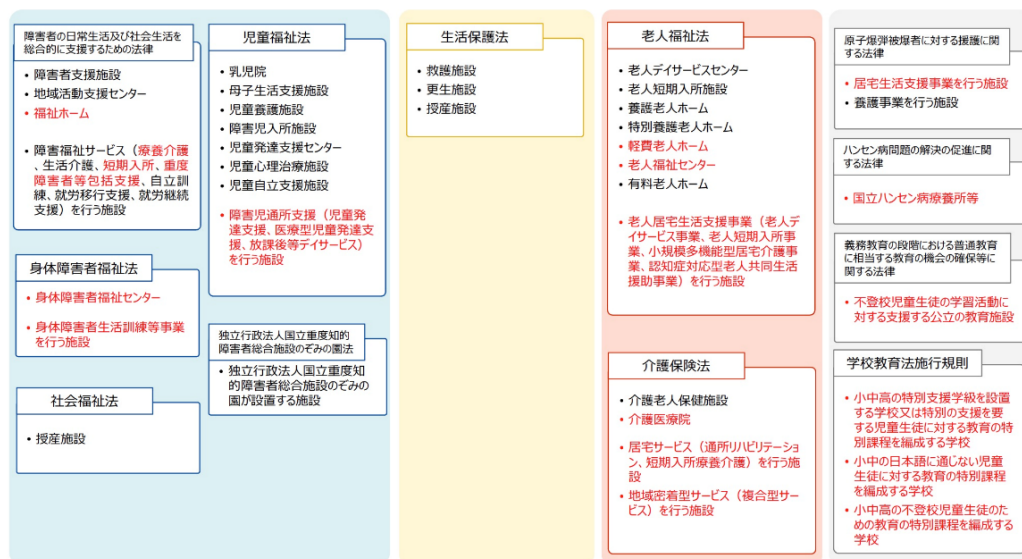 障害者の日常生活及び社会生活を
総合的に支援するための法律
• 障害者支援施設
• 地域活動支援センター
• 福祉ホーム
• 障害福祉サービス（療養介護
、生活介護、短期入所、重度
障害者等包括支援、自立訓
練、就労移行支援、就労継続
支援）を行う施設
身体障害者福祉法
• 身体障害者福祉センター
• 身体障害者生活訓練等事業
を行う施設
社会福祉法
• 授産施設
児童福祉法
• 乳児院
• 母子生活支援施設
• 児童養護施設
• 障害児入所施設
• 児童発達支援センター
• 児童心理治療施設
• 児童自立支援施設
• 障害児通所支援（児童発
達支援、医療型児童発達支
援、放課後等デイサービス）
を行う施設
独立行政法人国立重度知的
障害者総合施設のぞみの園法
• 独立行政法人国立重度知
的障害者総合施設のぞみの
園が設置する施設
生活保護法
• 救護施設
• 更生施設
• 授産施設
老人福祉法
• 老人デイサービスセンター
• 老人短期入所施設
• 養護老人ホーム
• 特別養護老人ホーム
• 軽費老人ホーム
• 老人福祉センター
• 有料老人ホーム
• 老人居宅生活支援事業（老人デ
イサービス事業、老人短期入所事
業、小規模多機能型居宅介護事
業、認知症対応型老人共同生活
援助事業）を行う施設
介護保険法
• 介護老人保健施設
• 介護医療院
• 居宅サービス（通所リハビリテーショ
ン、短期入所療養介護）を行う施
設
• 地域密着型サービス（複合型サー
ビス）を行う施設
原子爆弾被爆者に対する援護に関
する法律
• 居宅生活支援事業を行う施設
• 養護事業を行う施設
ハンセン病問題の解決の促進に関
する法律
• 国立ハンセン病療養所等
義務教育の段階における普通教育
に相当する教育の機会の確保等に
関する法律
• 不登校児童生徒の学習活動に
対する支援する公立の教育施設
学校教育法施行規則
• 小中高の特別支援学級を設置
する学校又は特別の支援を要
する児童生徒に対する教育の特
別課程を編成する学校
• 小中の日本語に通じない児童
生徒に対する教育の特別課程
を編成する学校
• 小中高の不登校児童生徒のた
めの教育の特別課程を編成する
学校